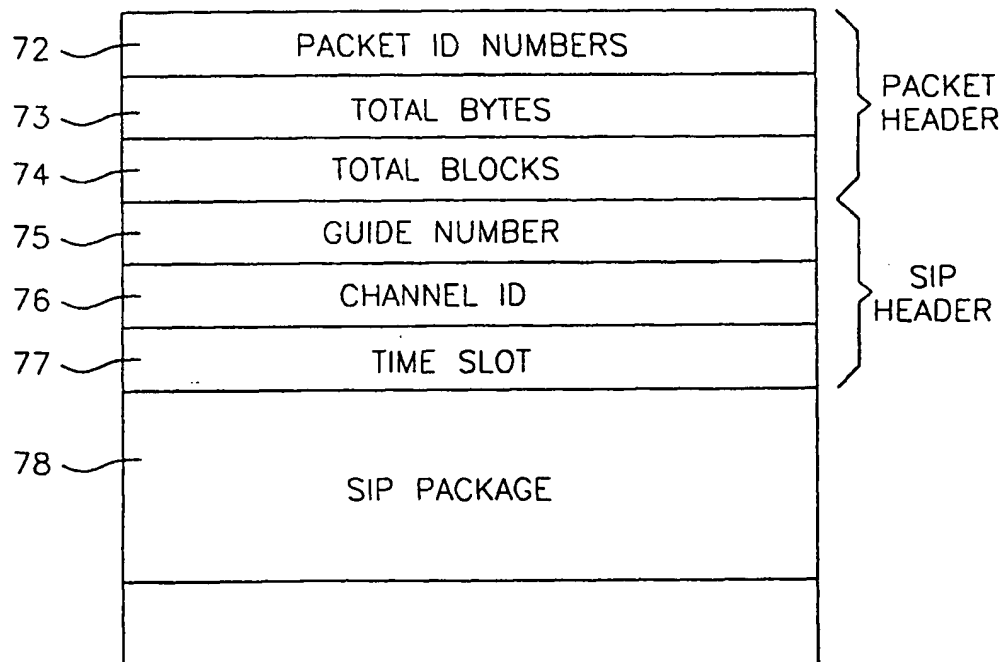 72 PACKET ID NUMBERS
73 TOTAL BYTES
PACKET
HEADER
74 TOTAL BLOCKS
75 GUIDE NUMBER
76 CHANNEL ID
SIP
HEADER
77 TIME SLOT
78 SIP PACKAGE